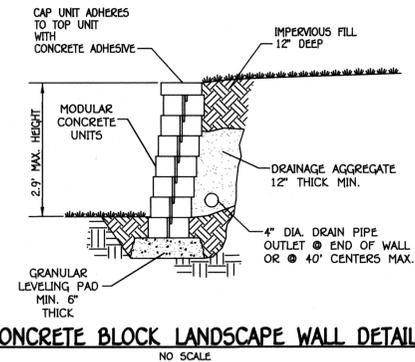 CAP UNIT ADHERES
TO TOP UNIT
WITH
CONCRETE ADHESIVE
IMPERVIOUS FILL
12" DEEP
MODULAR
CONCRETE
UNITS
2.9' MAX. HEIGHT
DRAINAGE AGGREGATE
12" THICK MIN.
4" DIA. DRAIN PIPE
OUTLET @ END OF WALL
OR @ 40' CENTERS MAX.
GRANULAR
LEVELING PAD
MIN. 6"
THICK
ONCRETE BLOCK LANDSCAPE WALL DETAIL
NO SCALE